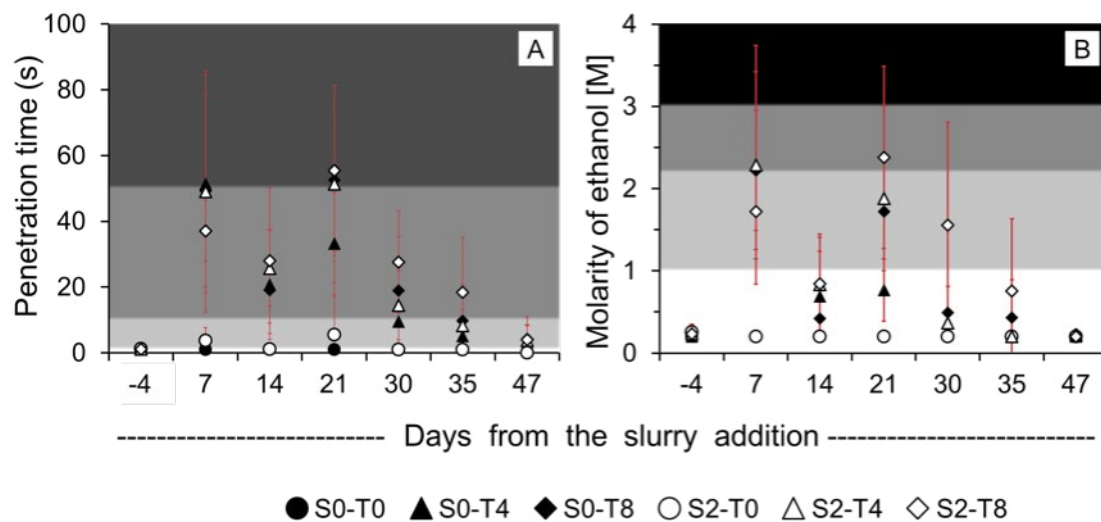 A
Penetration time (s)
100
80
60
40
20
0
-4 7 14 21 30 35 47
B
Molarity of ethanol [M]
4
3
2
1
0
-4 7 14 21 30 35 47
Days from the slurry addition
S0-T0 S0-T4 S0-T8 S2-T0 S2-T4 S2-T8